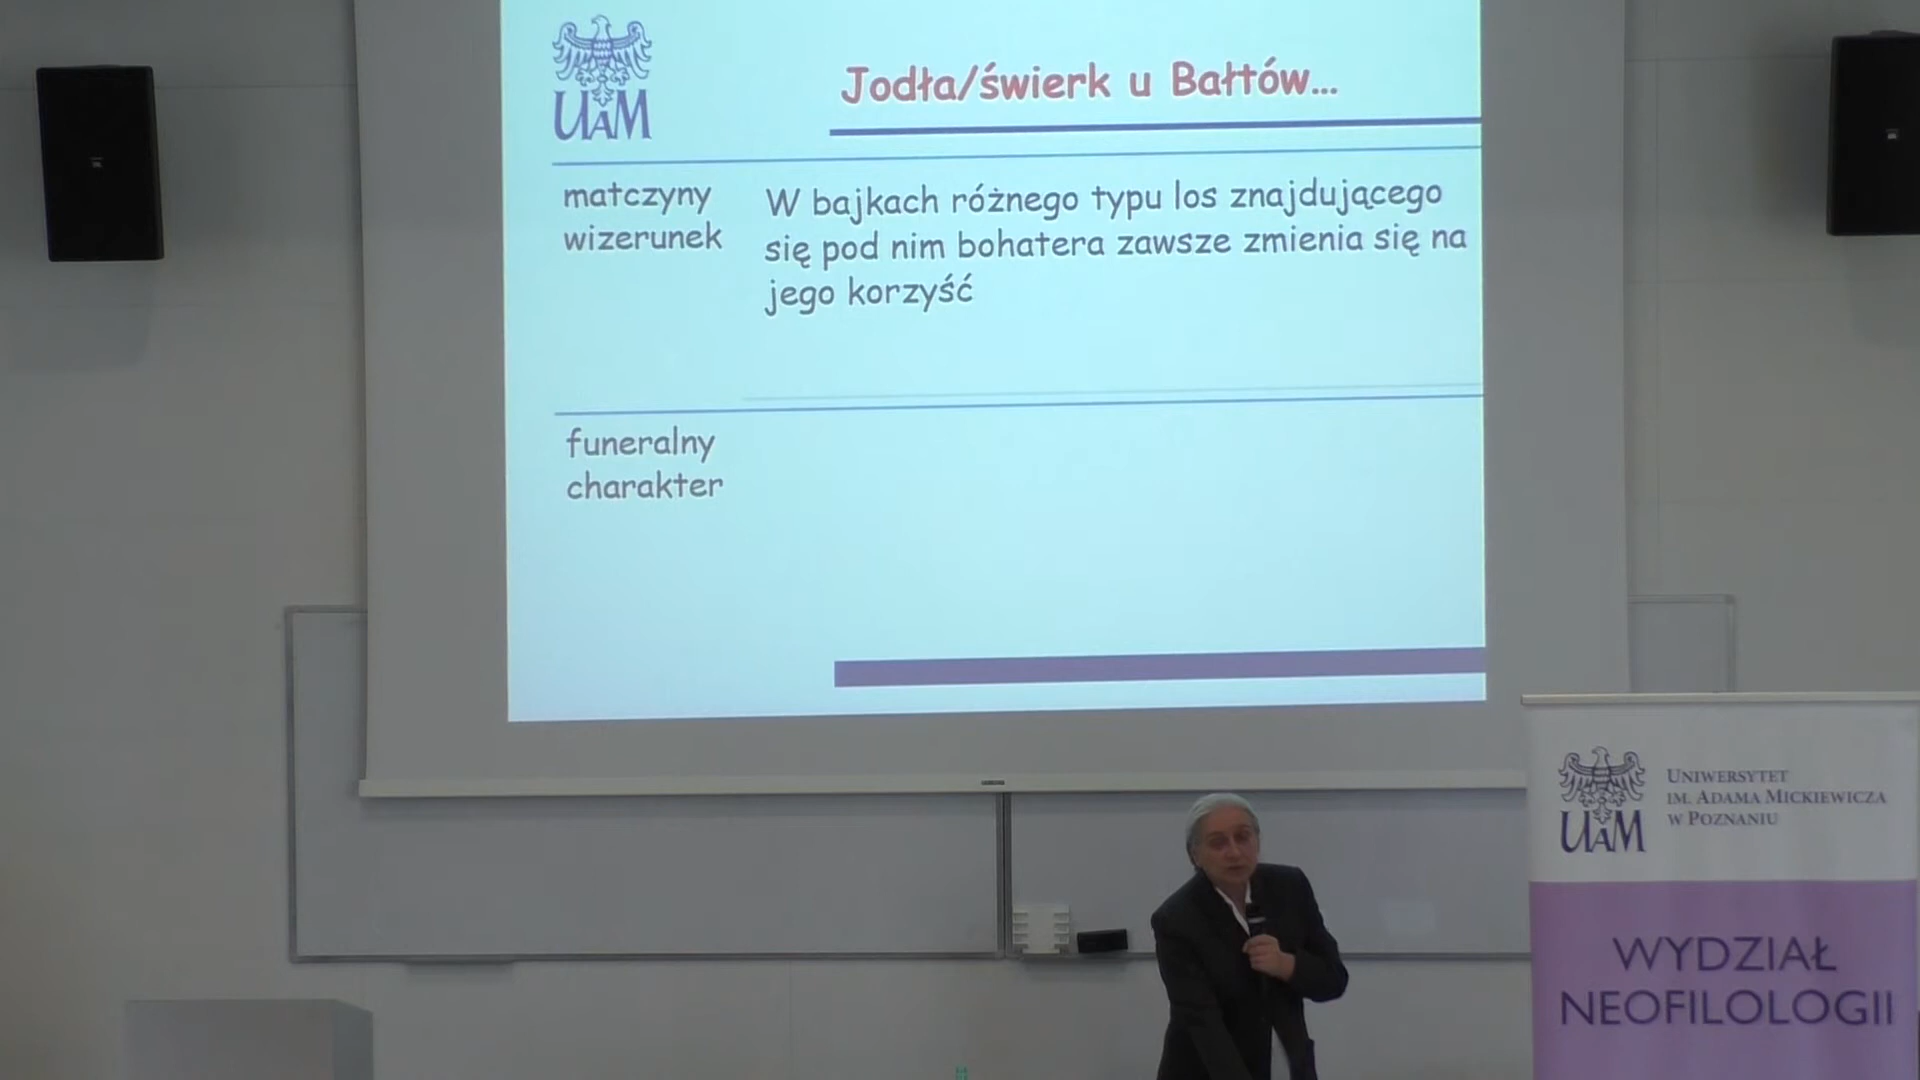 UAM
Jodła/świerk u Bałtów...
matczyny
wizerunek
W bajkach różnego typu los znajdującego
się pod nim bohatera zawsze zmienia się na
jego korzyść
funeralny
charakter
UAM
UNIWERSYTET
IM. ADAMA MICKIEWICZA
W POZNANIU
WYDZIAŁ
NEOFILOLOGII